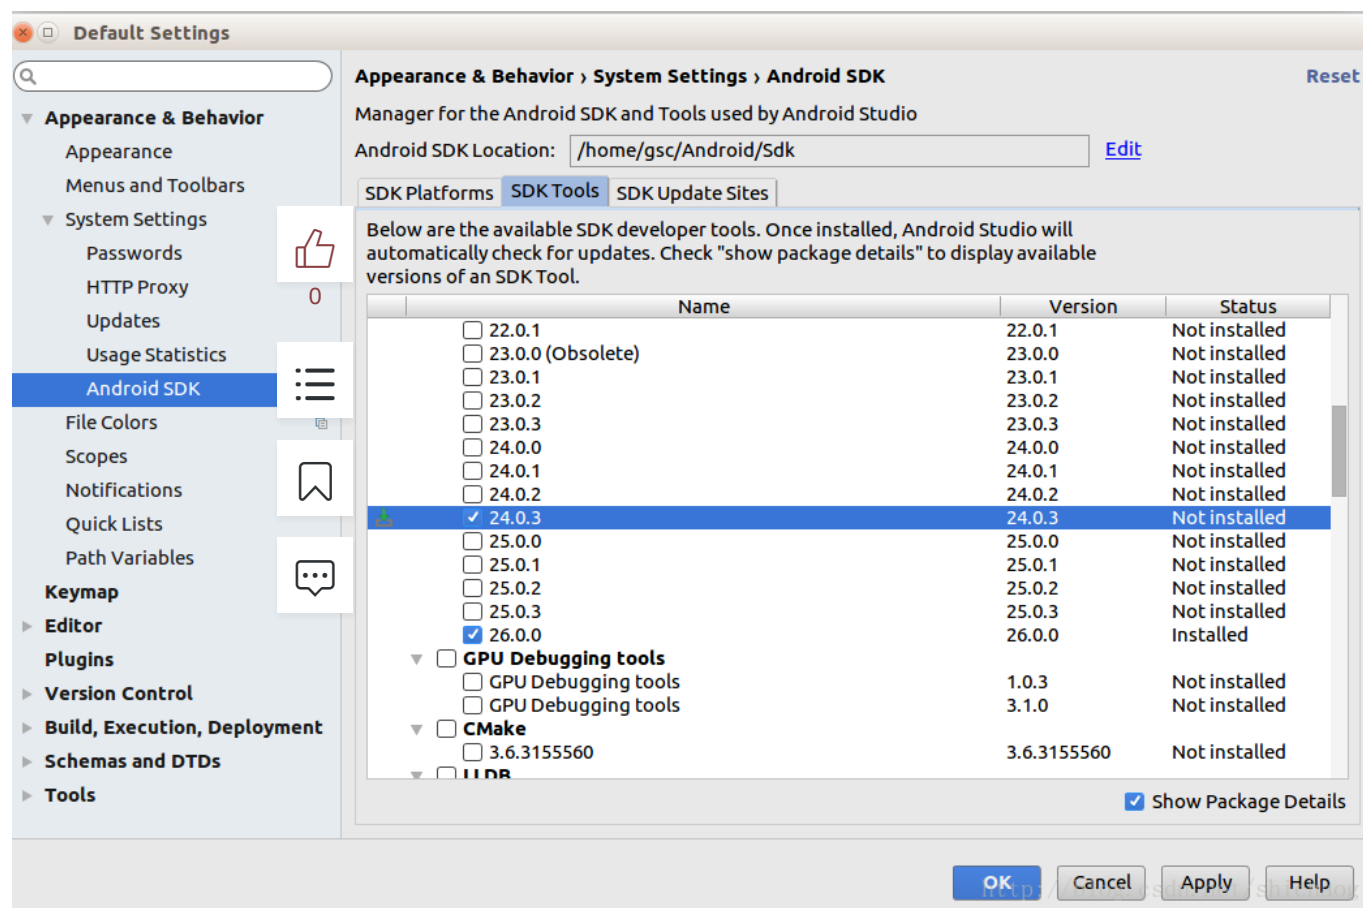 Default Settings
Appearance & Behavior
Appearance
Menus and Toolbars
System Settings
Passwords
HTTP Proxy
Updates
Usage Statistics
Android SDK
File Colors
Scopes
Notifications
Quick Lists
Path Variables
Keymap
Editor
Plugins
Version Control
Build, Execution, Deployment
Schemas and DTDs
Tools
0
Appearance & Behavior › System Settings › Android SDK
Reset
Manager for the Android SDK and Tools used by Android Studio
Android SDK Location: /home/gsc/Android/Sdk Edit
SDK Platforms SDK Tools SDK Update Sites
Below are the available SDK developer tools. Once installed, Android Studio will
automatically check for updates. Check "show package details" to display available
versions of an SDK Tool.
Name Version Status
22.0.1 22.0.1 Not installed
23.0.0 (Obsolete) 23.0.0 Not installed
23.0.1 23.0.1 Not installed
23.0.2 23.0.2 Not installed
23.0.3 23.0.3 Not installed
24.0.0 24.0.0 Not installed
24.0.1 24.0.1 Not installed
24.0.2 24.0.2 Not installed
24.0.3 24.0.3 Not installed
25.0.0 25.0.0 Not installed
25.0.1 25.0.1 Not installed
25.0.2 25.0.2 Not installed
25.0.3 25.0.3 Not installed
26.0.0 26.0.0 Installed
GPU Debugging tools
GPU Debugging tools 1.0.3 Not installed
GPU Debugging tools 3.1.0 Not installed
CMake
3.6.3155560 3.6.3155560 Not installed
LLDB
Show Package Details
OK Cancel Apply Help